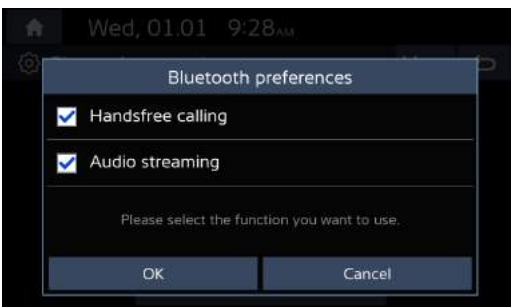 Wed, 01.01 9:28AM
Bluetooth preferences
Handsfree calling
Audio streaming
Please select the function you want to use.
OK
Cancel